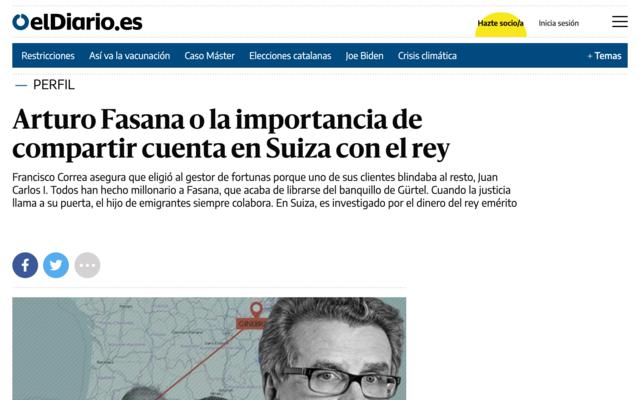 elDiario.es
Hazte socio/a
Inicia sesión
Restricciones
Así va la vacunación
Caso Máster
Elecciones catalanas
Joe Biden
Crisis climática
+ Temas
— PERFIL
Arturo Fasana o la importancia de
compartir cuenta en Suiza con el rey
Francisco Correa asegura que eligió al gestor de fortunas porque uno de sus clientes blindaba al resto, Juan
Carlos I. Todos han hecho millonario a Fasana, que acaba de librarse del banquillo de Gürtel. Cuando la justicia
llama a su puerta, el hijo de emigrantes siempre colabora. En Suiza, es investigado por el dinero del rey emérito